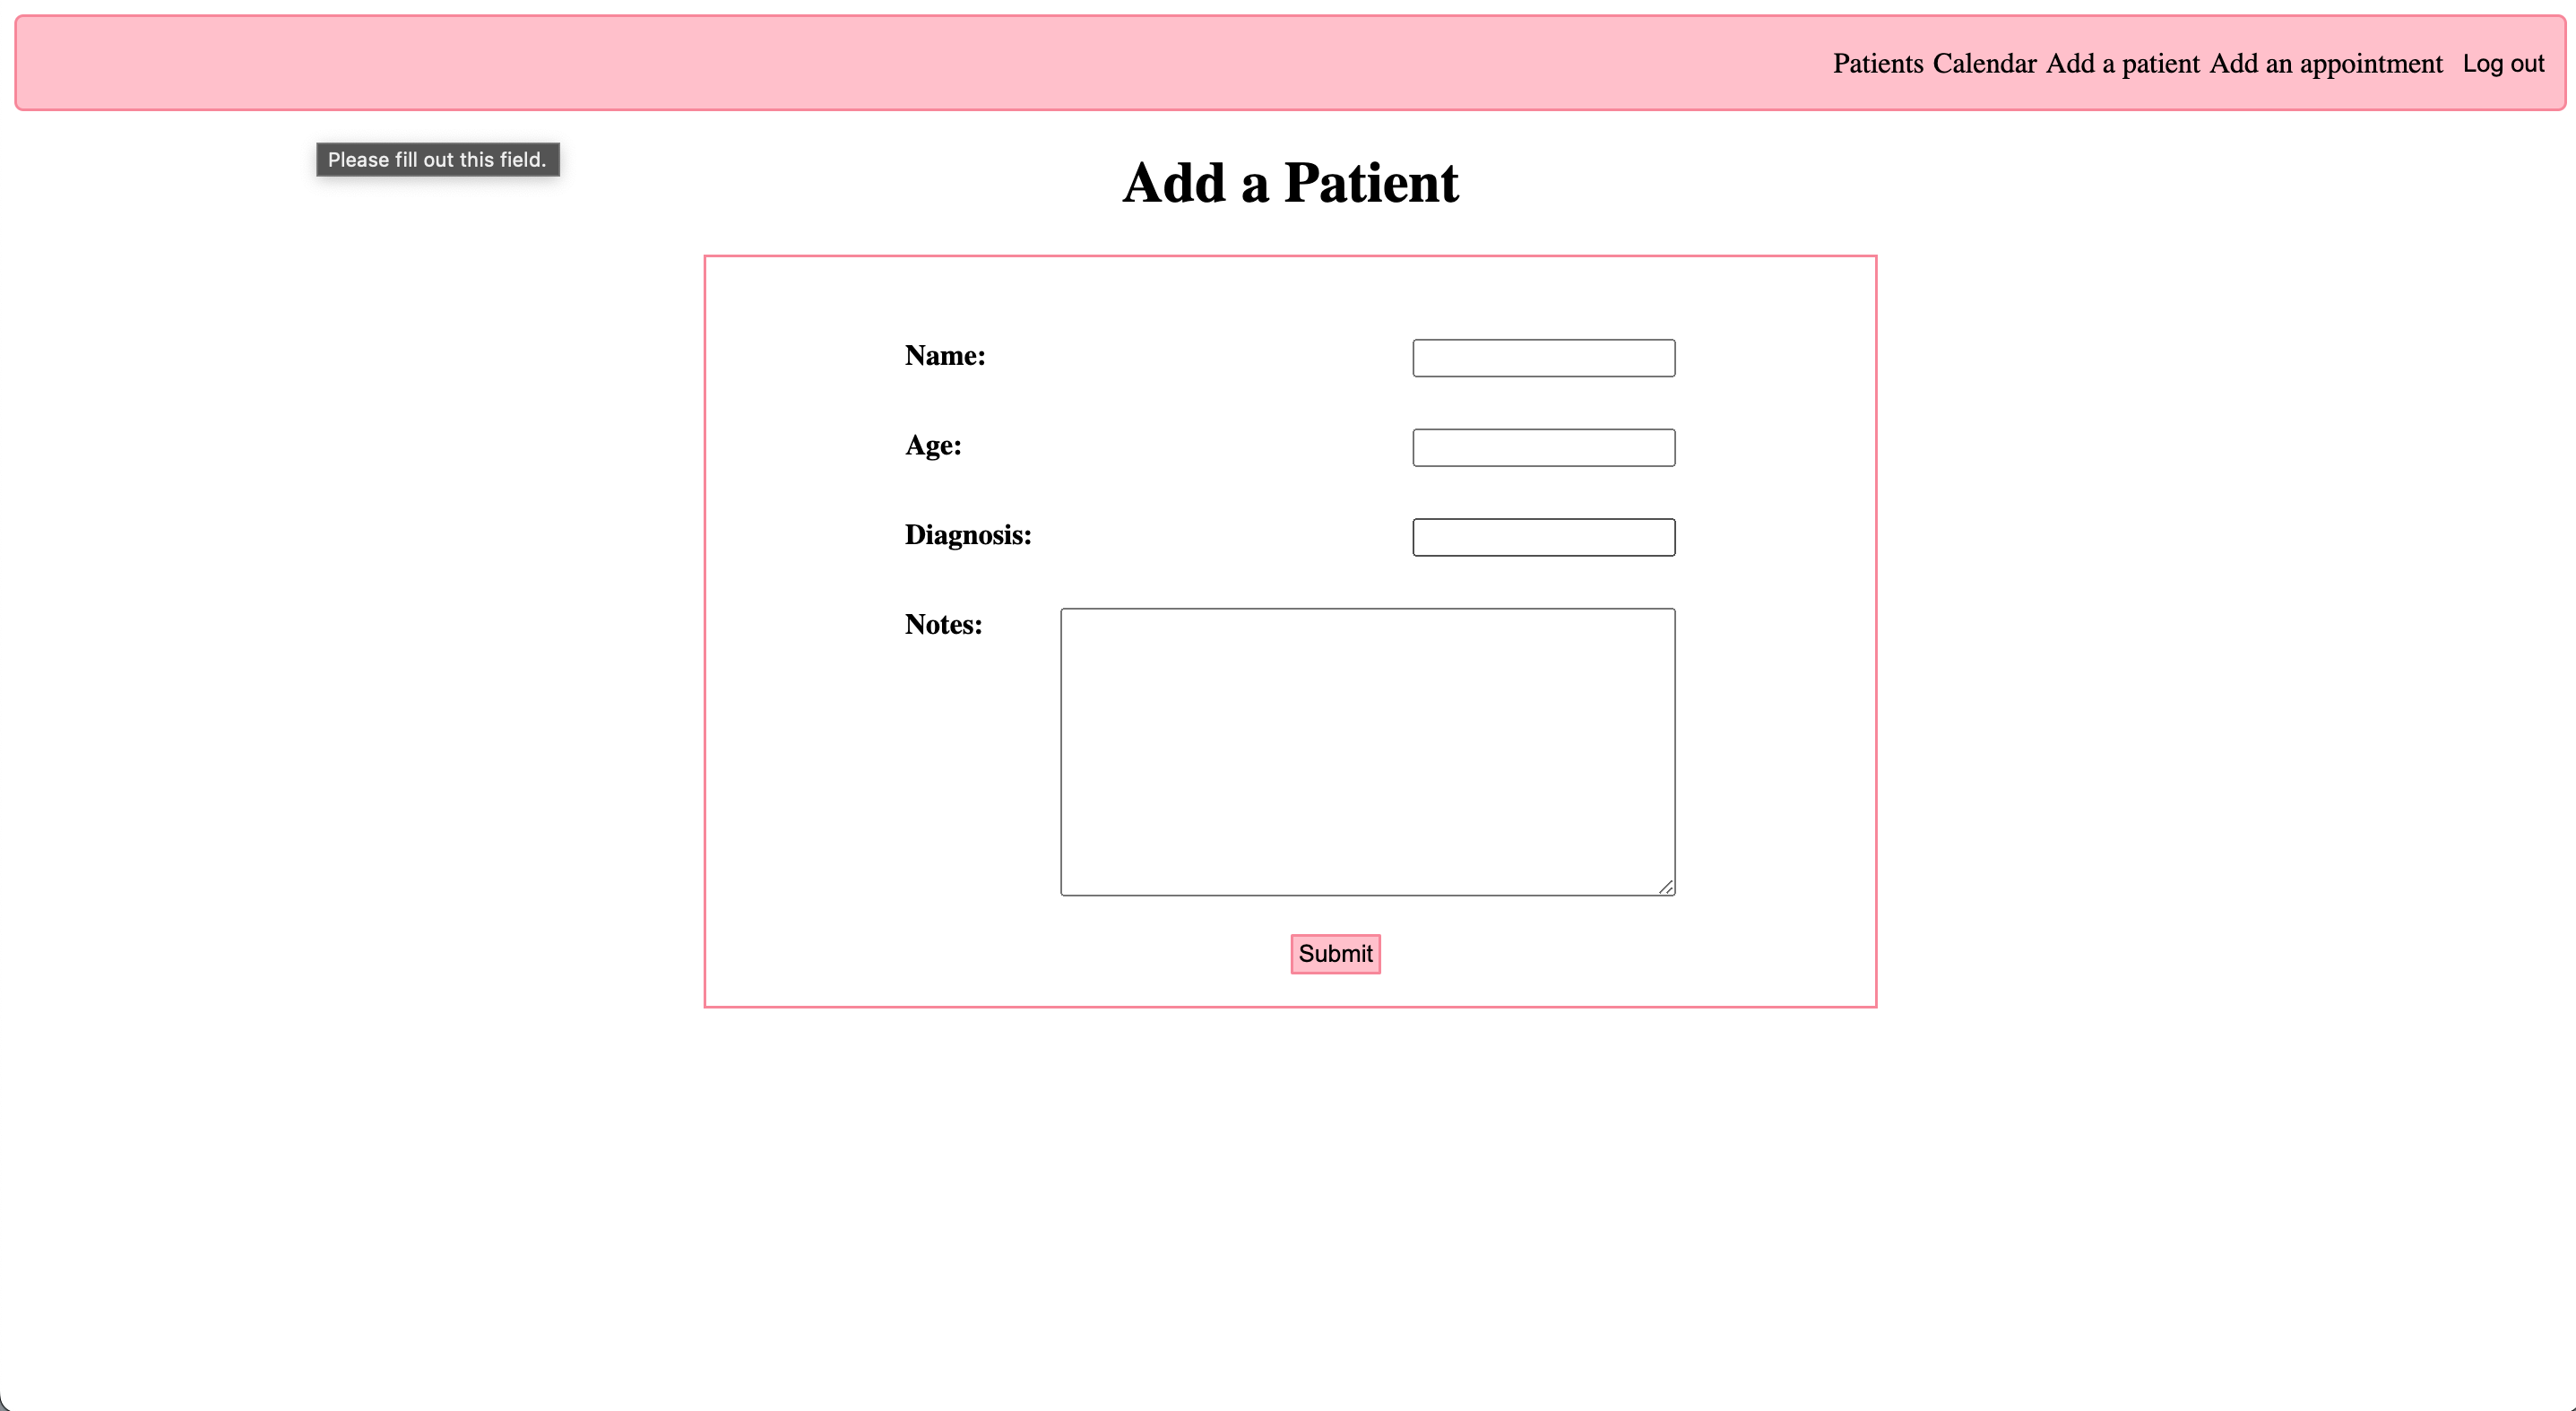 Patients Calendar Add a patient Add an appointment Log out
Please fill out this field.
Add a Patient
Name:
Age:
Diagnosis:
Notes:
Submit